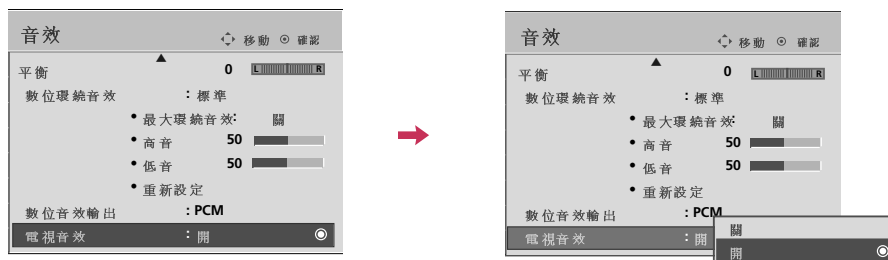 音效 移動 確認
平衡 0 L R
數位環繞音效 : 標準
• 最大環繞音效: 關
• 高音 50
• 低音 50
• 重新設定
數位音效輸出 : PCM
電視音效 : 開
音效 移動 確認
平衡 0 L R
數位環繞音效 : 標準
• 最大環繞音效: 關
• 高音 50
• 低音 50
• 重新設定
數位音效輸出 : PCM
電視音效 : 開
關
開